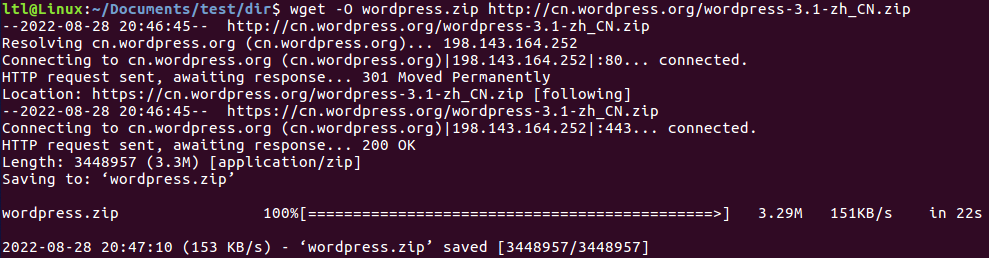 ltl@Linux:~/Documents/test/dir$ wget -O wordpress.zip http://cn.wordpress.org/wordpress-3.1-zh_CN.zip
--2022-08-28 20:46:45--  http://cn.wordpress.org/wordpress-3.1-zh_CN.zip
Resolving cn.wordpress.org (cn.wordpress.org)... 198.143.164.252
Connecting to cn.wordpress.org (cn.wordpress.org)|198.143.164.252|:80... connected.
HTTP request sent, awaiting response... 301 Moved Permanently
Location: https://cn.wordpress.org/wordpress-3.1-zh_CN.zip [following]
--2022-08-28 20:46:45--  https://cn.wordpress.org/wordpress-3.1-zh_CN.zip
Connecting to cn.wordpress.org (cn.wordpress.org)|198.143.164.252|:443... connected.
HTTP request sent, awaiting response... 200 OK
Length: 3448957 (3.3M) [application/zip]
Saving to: ‘wordpress.zip’
wordpress.zip                100%[=============================================>]   3.29M   151KB/s    in 22s
2022-08-28 20:47:10 (153 KB/s) - ‘wordpress.zip’ saved [3448957/3448957]